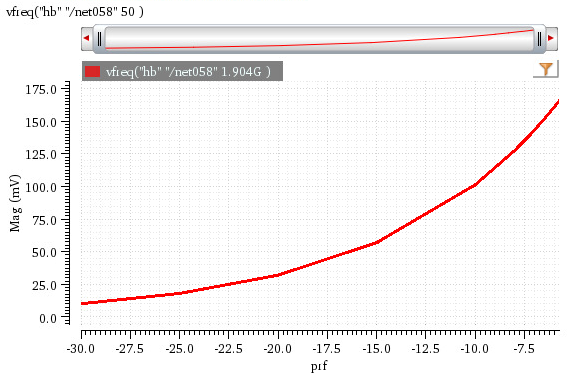 vfreq("hb" "/net058" 50 )
vfreq("hb" "/net058" 1.904G )
175.0
150.0
125.0
100.0
75.0
50.0
25.0
0.0
Mag (mV)
-30.0 -27.5 -25.0 -22.5 -20.0 -17.5 -15.0 -12.5 -10.0 -7.5
prf